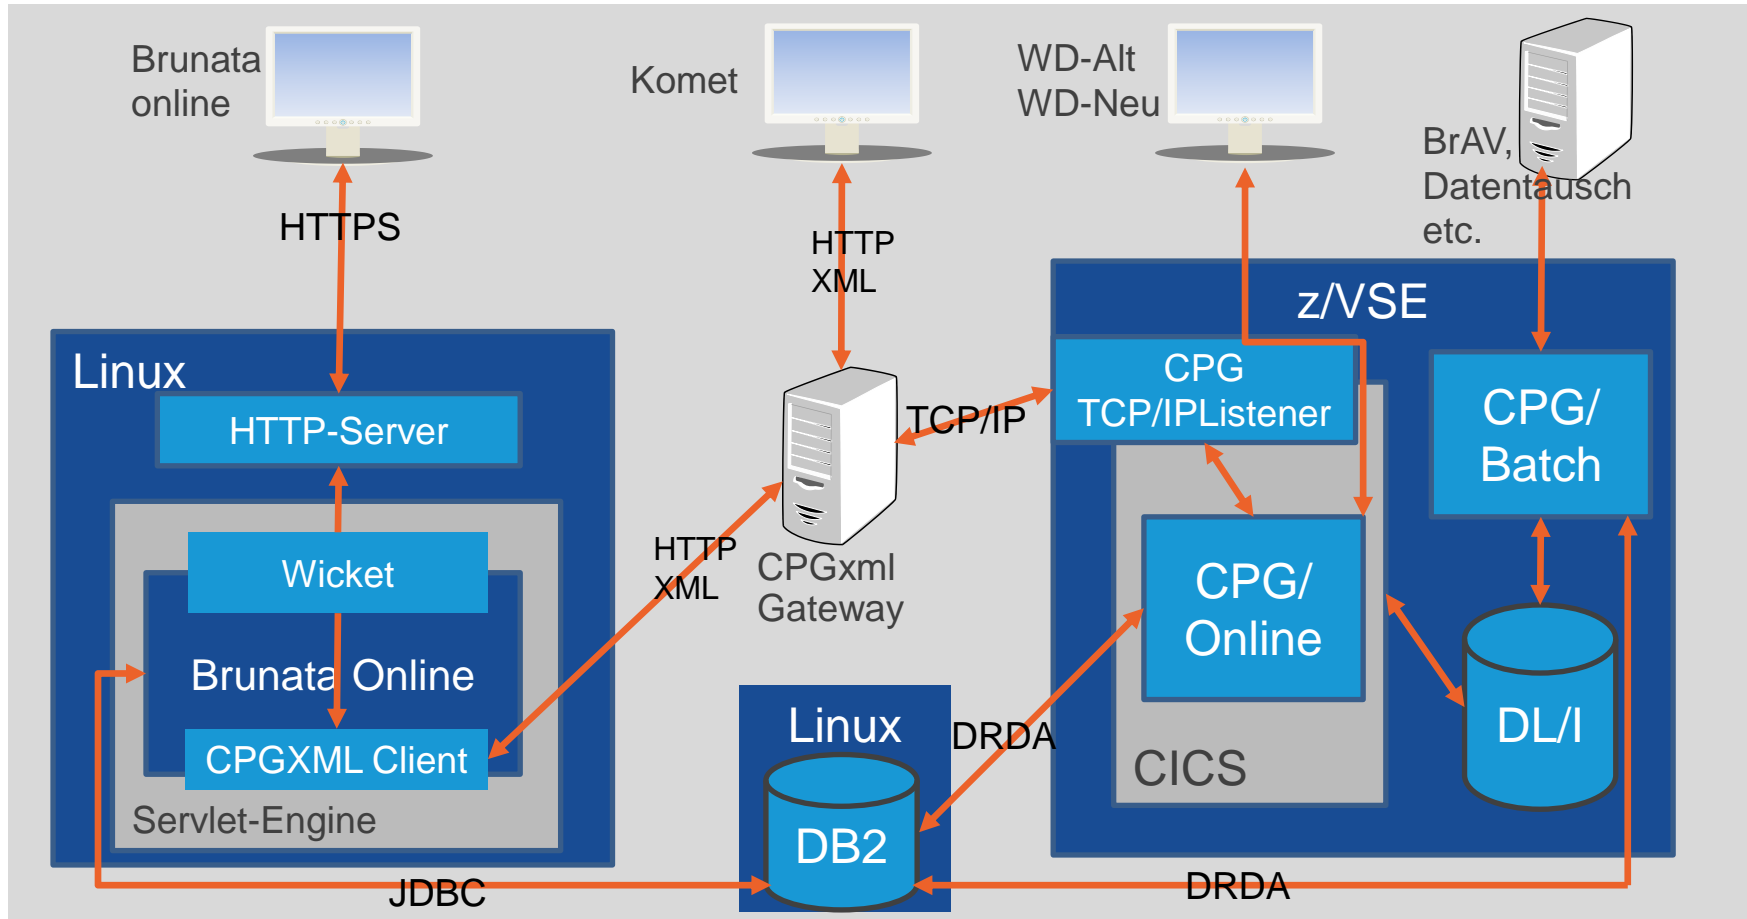 Brunata
online
Komet
WD-Alt
WD-Neu
BrAV,
Datentausch
etc.
HTTPS
HTTP
XML
z/VSE
Linux
HTTP-Server
TCP/IP
CPG
TCP/IPListener
CPG/
Batch
Wicket
HTTP
XML
CPGxml
Gateway
CPG/
Online
Brunata Online
CPGXML Client
Servlet-Engine
Linux
DB2
DRDA
CICS
DL/I
JDBC
DRDA